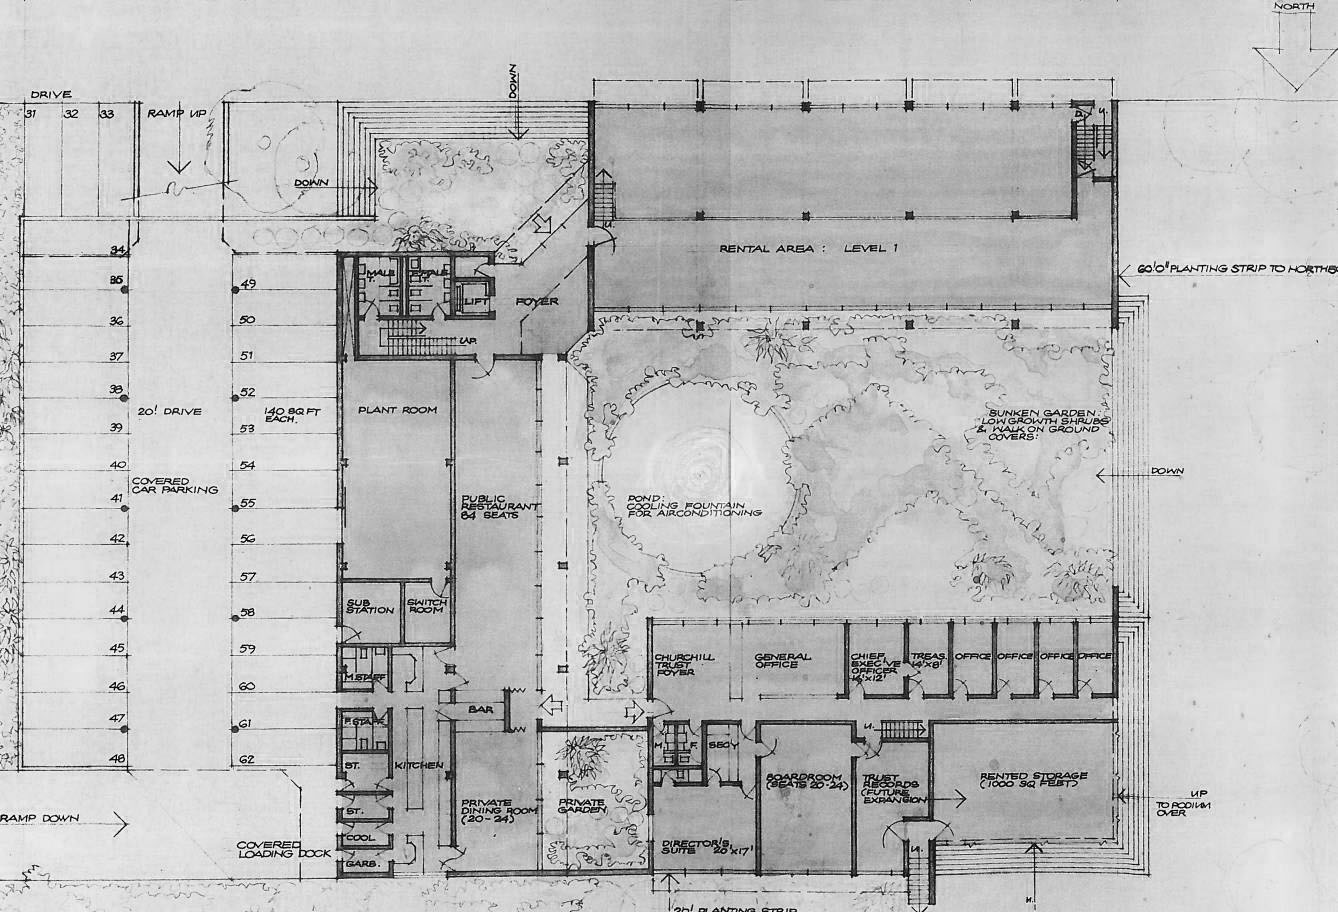 NORTH
DRIVE
31
32
33
RAMP UP
DOWN
DOWN
RENTAL AREA : LEVEL 1
60'0" PLANTING STRIP TO NORTHB
34
35
36
37
38
39
40
41
42
43
44
45
46
47
48
49
50
51
52
53
54
55
56
57
58
59
60
61
62
20' DRIVE
140 SQ FT
EACH.
COVERED
CAR PARKING
MALE
T.
T.
LIFT
FOYER
UP.
PLANT ROOM
PUBLIC
RESTAURANT
84 SEATS
POND:
COOLING FOUNTAIN
FOR AIRCONDITIONING
SUNKEN GARDEN:
LOW GROWTH SHRUBS
& WALK ON GROUND
COVERS:
DOWN
SUB
STATION
SWITCH
ROOM
M.STAFF
F.STAFF
ST.
KITCHEN
ST.
COOL
GARB.
BAR
PRIVATE
DINING ROOM
(20-24)
PRIVATE
GARDEN
CHURCHILL
TRUST
FOYER
GENERAL
OFFICE
CHIEF
EXEC'VE
OFFICER
14'X12'
TREAS.
14'X8'
OFFICE
OFFICE
OFFICE
OFFICE
M.
F.
SECY
BOARDROOM
(SEATS 20-24)
TRUST
RECORDS
(FUTURE
EXPANSION
RENTED STORAGE
(1000 SQ FEET)
UP
TO PODIUM
OVER
DIRECTOR'S
SUITE 20'X17'
RAMP DOWN
COVERED
LOADING DOCK
20' PLANTING STRIP